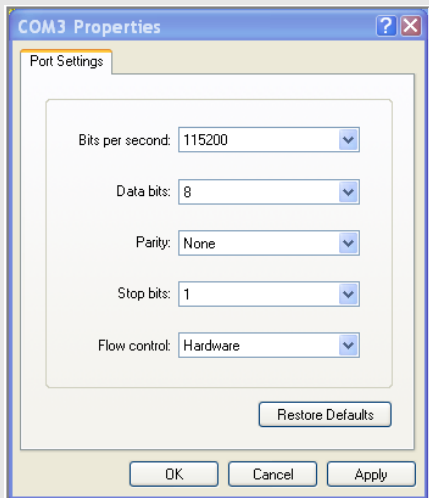 COM3 Properties
Port Settings
Bits per second: 115200
Data bits: 8
Parity: None
Stop bits: 1
Flow control: Hardware
Restore Defaults
OK Cancel Apply